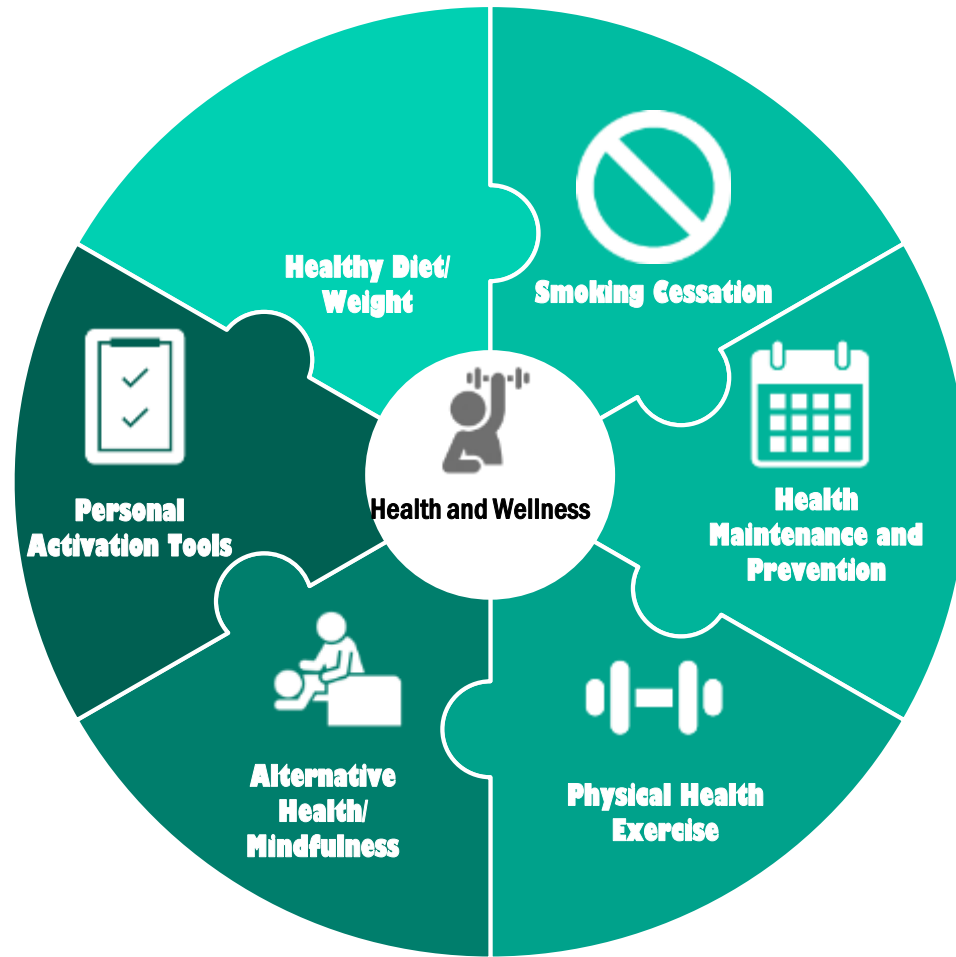 Healthy Diet/
Weight
Smoking Cessation
Health
Maintenance and
Prevention
Physical Health
Exercise
Alternative
Health/
Mindfulness
Personal
Activation Tools
Health and Wellness